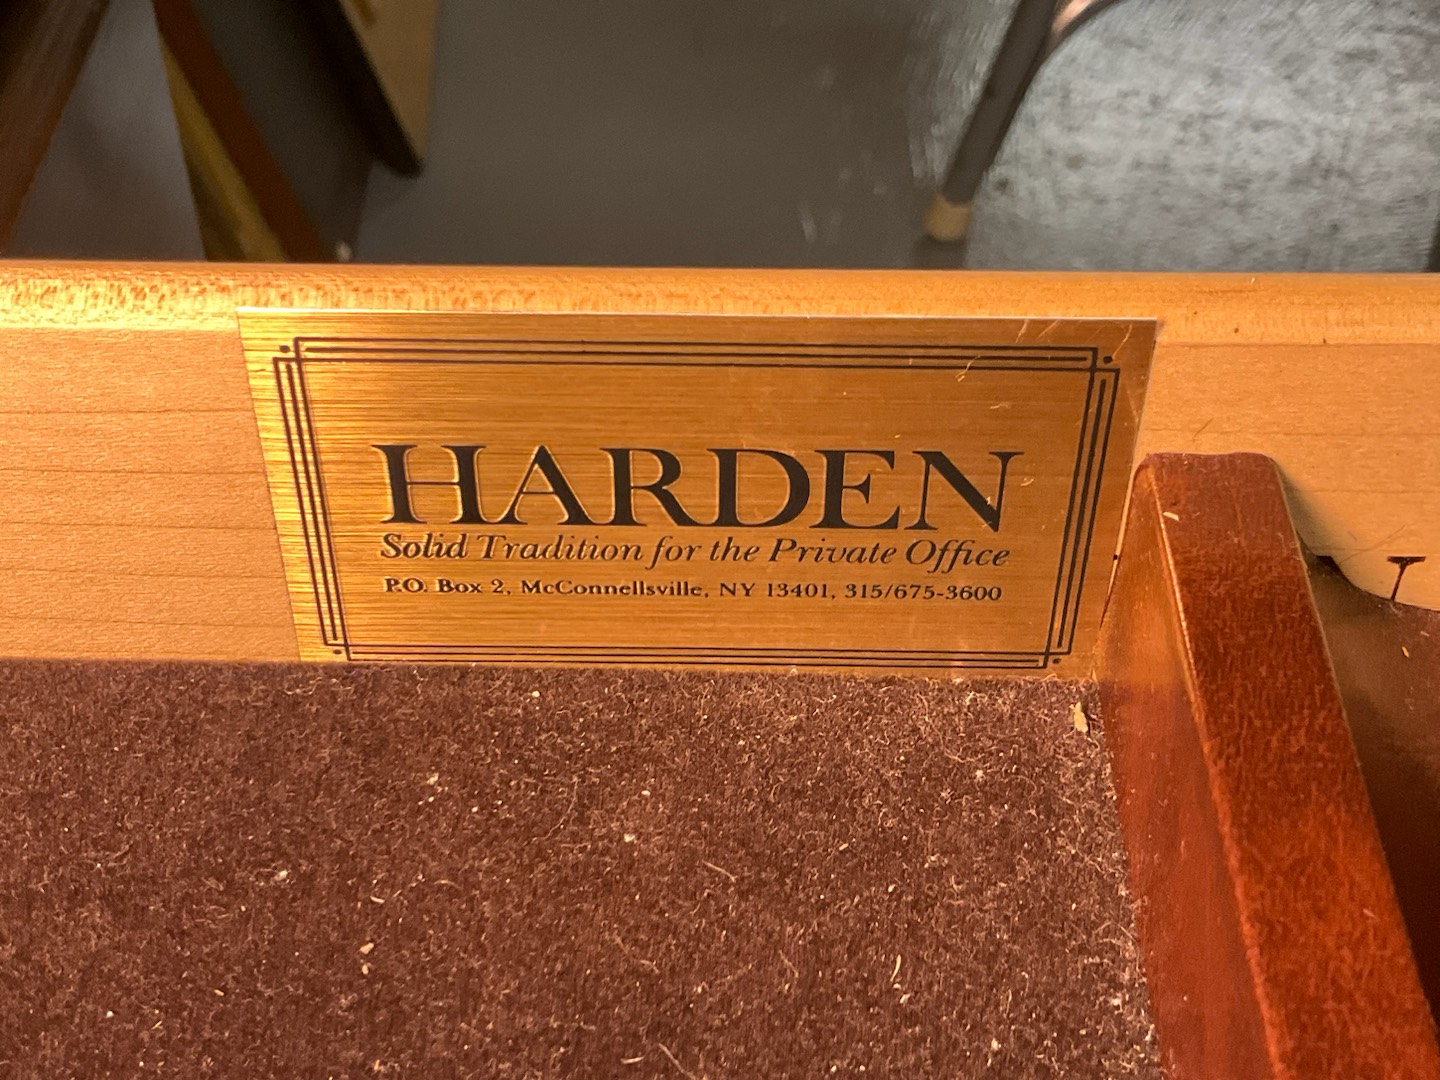 HARDEN
Solid Tradition for the Private Office
P.O. Box 2, McConnellsville, NY 13401, 315/675-3600